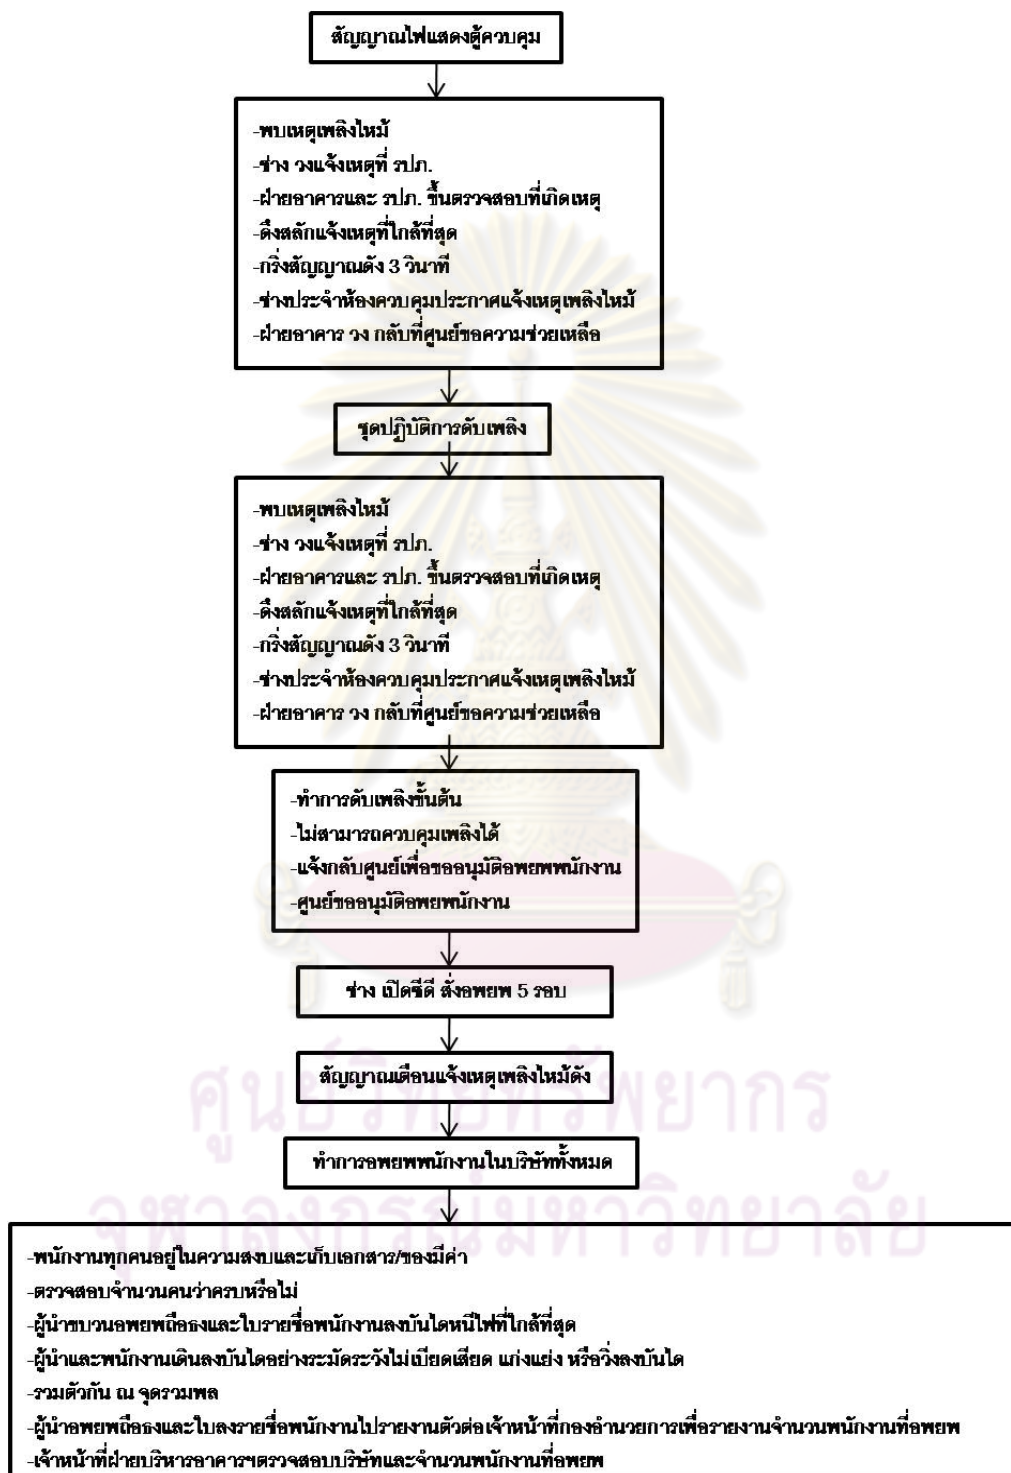 สัญญาณไฟแสดงตู้ควบคุม
-พบเหตุเพลิงไหม้
-ช่าง วงแจ้งเหตุที่ รปภ.
-ฝ่ายอาคารและ รปภ. ขึ้นตรวจสอบที่เกิดเหตุ
-ดึงสลักแจ้งเหตุที่ใกล้ที่สุด
-กริ่งสัญญาณดัง 3 วินาที
-ช่างประจำห้องควบคุมประกาศแจ้งเหตุเพลิงไหม้
-ฝ่ายอาคาร วง กลับที่ศูนย์ขอความช่วยเหลือ
ชุดปฏิบัติการดับเพลิง
-พบเหตุเพลิงไหม้
-ช่าง วงแจ้งเหตุที่ รปภ.
-ฝ่ายอาคารและ รปภ. ขึ้นตรวจสอบที่เกิดเหตุ
-ดึงสลักแจ้งเหตุที่ใกล้ที่สุด
-กริ่งสัญญาณดัง 3 วินาที
-ช่างประจำห้องควบคุมประกาศแจ้งเหตุเพลิงไหม้
-ฝ่ายอาคาร วง กลับที่ศูนย์ขอความช่วยเหลือ
-ทำการดับเพลิงขั้นต้น
-ไม่สามารถควบคุมเพลิงได้
-แจ้งกลับศูนย์เพื่อขออนุมัติอพยพพนักงาน
-ศูนย์ขออนุมัติอพยพพนักงาน
ช่าง เปิดซีดี สั่งอพยพ 5 รอบ
สัญญาณเตือนแจ้งเหตุเพลิงไหม้ดัง
ศูนย์วิทยทรัพยากร
ทำการอพยพพนักงานในบริษัททั้งหมด
จุฬาลงกรณ์มหาวิทยาลัย
-พนักงานทุกคนอยู่ในความสงบและเก็บเอกสาร/ของมีค่า
-ตรวจสอบจำนวนคนว่าครบหรือไม่
-ผู้นำขบวนอพยพถือธงและใบรายชื่อพนักงานลงบันไดหนีไฟที่ใกล้ที่สุด
-ผู้นำและพนักงานเดินลงบันไดอย่างระมัดระวังไม่เบียดเสียด แก่งแย่ง หรือวิ่งลงบันได
-รวมตัวกัน ณ จุดรวมพล
-ผู้นำอพยพถือธงและใบลงรายชื่อพนักงานไปรายงานตัวต่อเจ้าหน้าที่กองอำนวยการเพื่อรายงานจำนวนพนักงานที่อพยพ
-เจ้าหน้าที่ฝ่ายบริหารอาคารฯตรวจสอบบริษัทและจำนวนพนักงานที่อพยพ